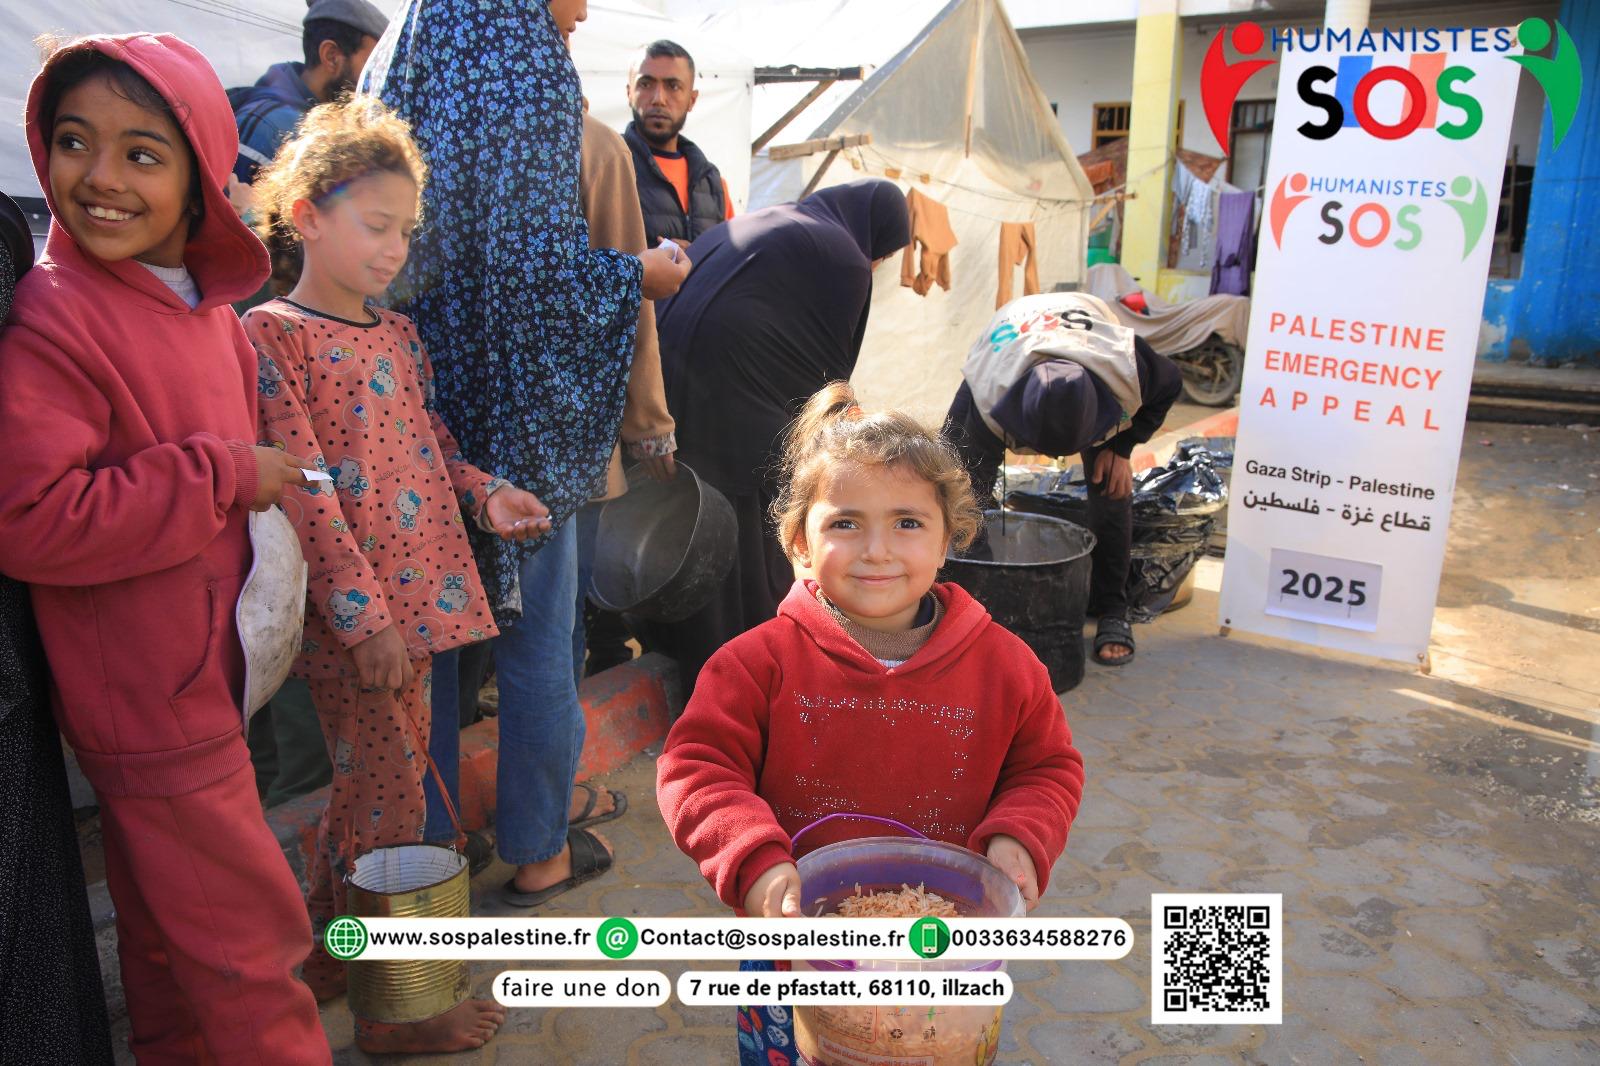 HUMANISTES
SOS
HUMANISTES
SOS
PALESTINE
EMERGENCY
APPEAL
Gaza Strip - Palestine
قطاع غزة - فلسطين
2025
SOS
www.sospalestine.fr
Contact@sospalestine.fr
0033634588276
faire une don
7 rue de pfastatt, 68110, illzach